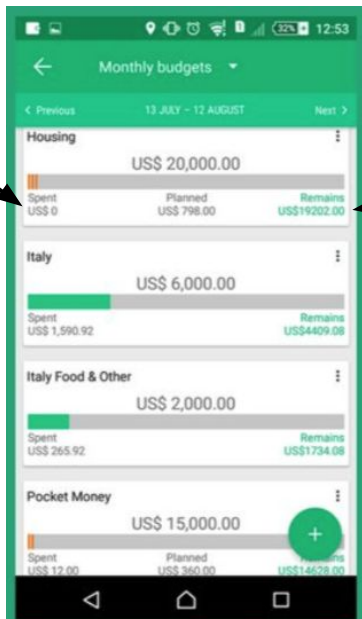 32% 12:53
Monthly budgets
Previous 13 JULY – 12 AUGUST Next
Housing
US$ 20,000.00
Spent Planned Remains
US$ 0 US$ 798.00 US$19202.00
Italy
US$ 6,000.00
Spent Remains
US$ 1,590.92 US$4409.08
Italy Food & Other
US$ 2,000.00
Spent Remains
US$ 265.92 US$1734.08
Pocket Money
US$ 15,000.00
Spent Planned Remains
US$ 12.00 US$ 360.00 US$14628.00